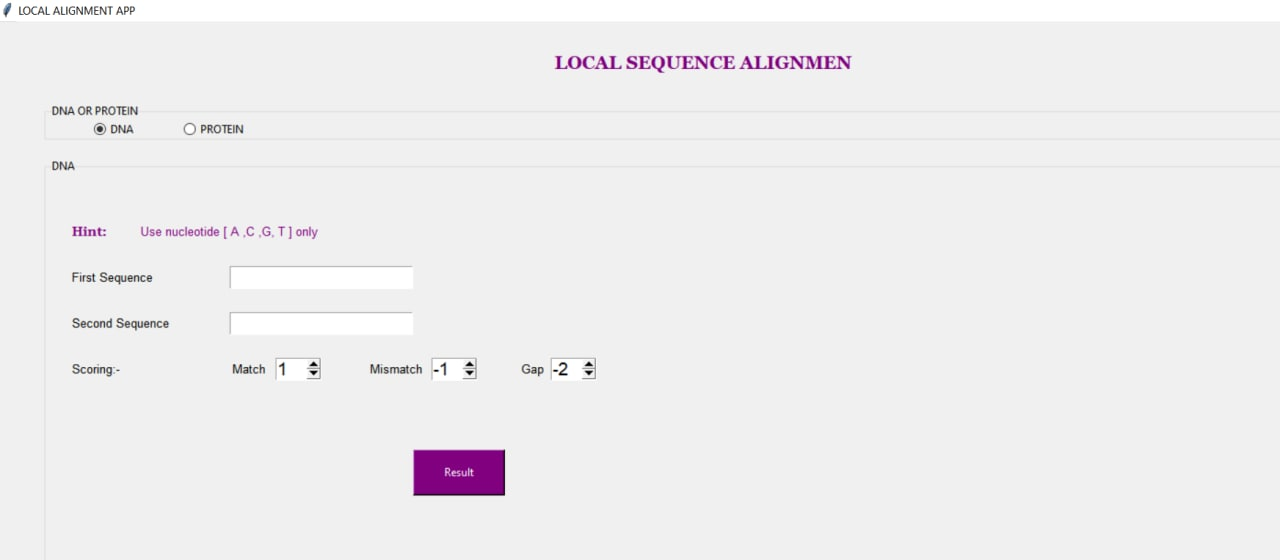 LOCAL ALIGNMENT APP
LOCAL SEQUENCE ALIGNMEN
DNA OR PROTEIN
DNA PROTEIN
DNA
Hint: Use nucleotide [ A ,C ,G, T ] only
First Sequence
Second Sequence
Scoring:- Match 1 Mismatch -1 Gap -2
Result